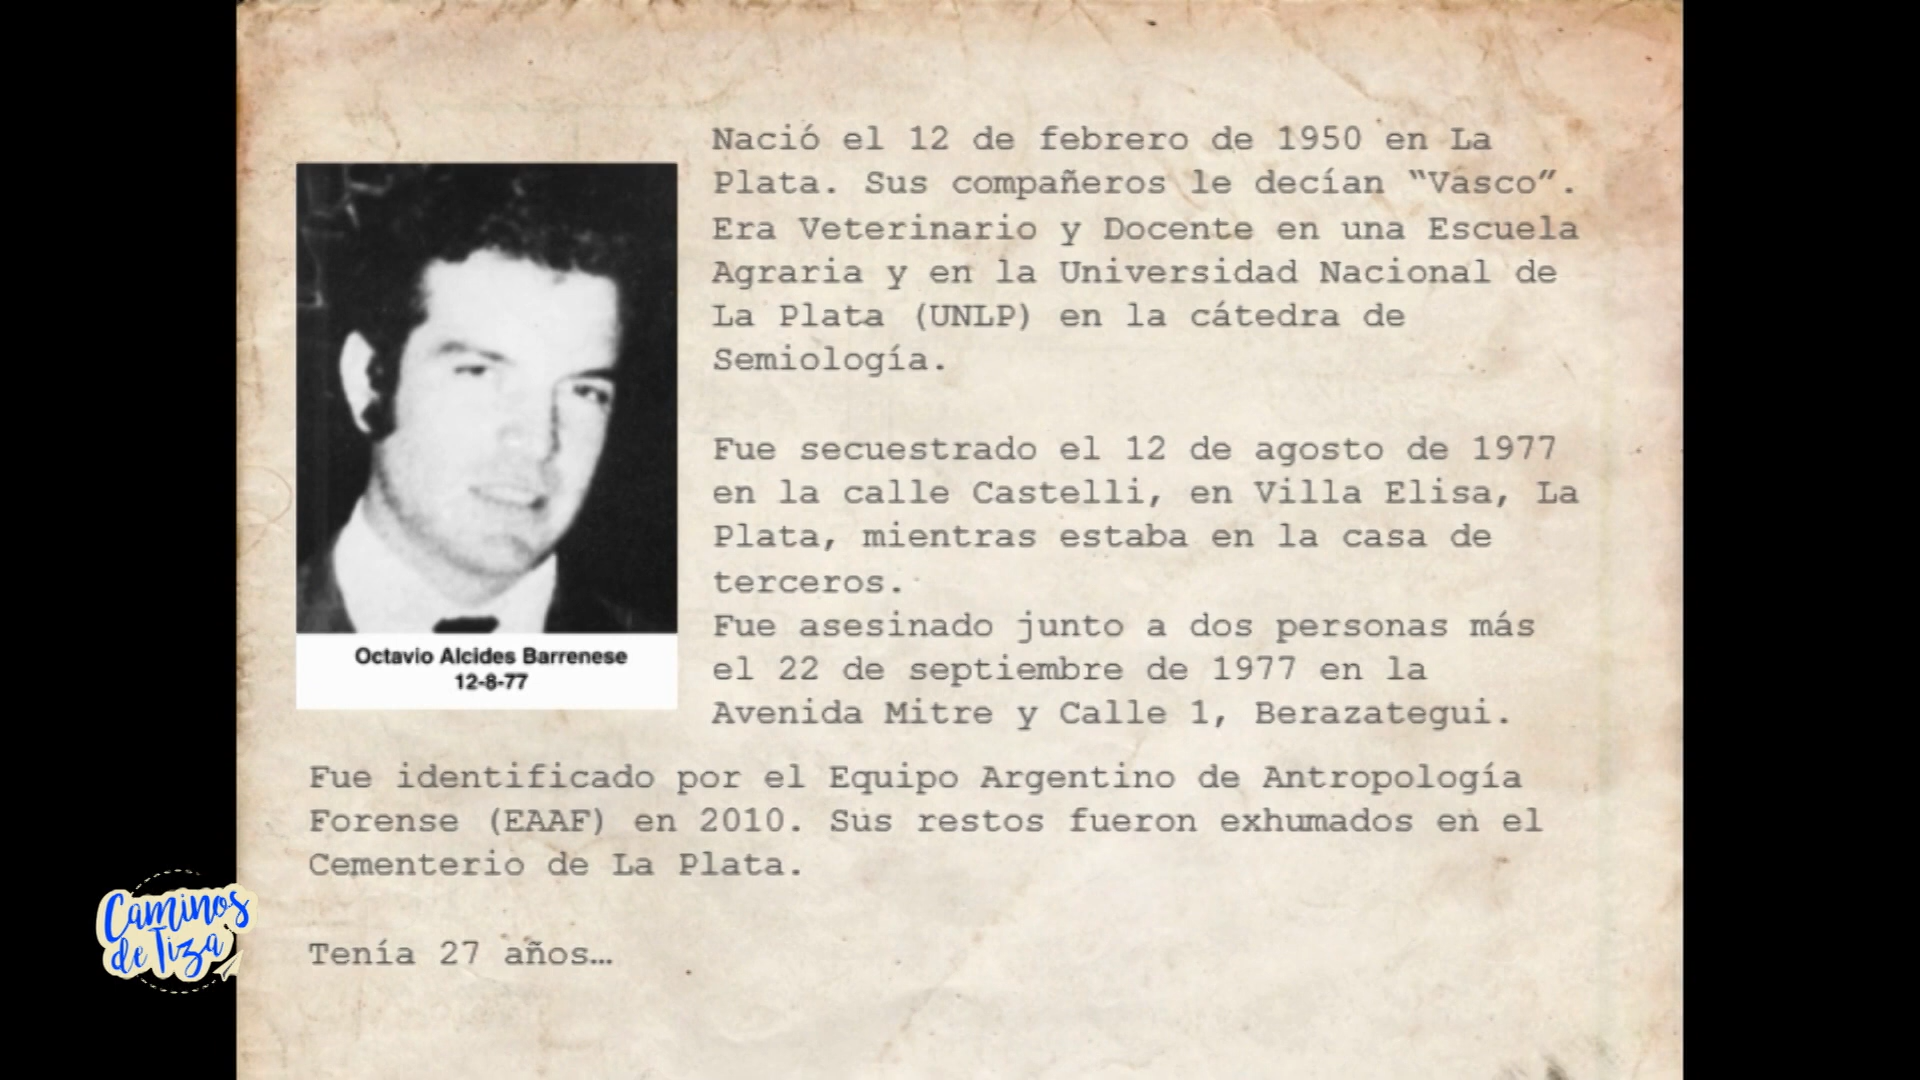 Nació el 12 de febrero de 1950 en La
Plata. Sus compañeros le decían “Vasco”.
Era Veterinario y Docente en una Escuela
Agraria y en la Universidad Nacional de
La Plata (UNLP) en la cátedra de
Semiología.
Fue secuestrado el 12 de agosto de 1977
en la calle Castelli, en Villa Elisa, La
Plata, mientras estaba en la casa de
terceros.
Fue asesinado junto a dos personas más
el 22 de septiembre de 1977 en la
Avenida Mitre y Calle 1, Berazategui.
Octavio Alcides Barrenese
12-8-77
Fue identificado por el Equipo Argentino de Antropología
Forense (EAAF) en 2010. Sus restos fueron exhumados en el
Cementerio de La Plata.
Tenía 27 años…
Caminos
de Tiza